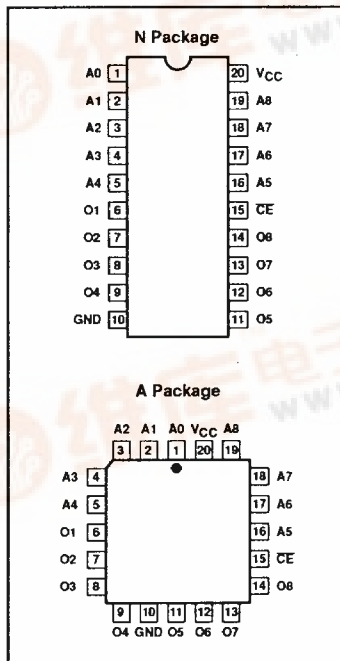 N Package
A0 1 20 VCC
A1 2 19 A8
A2 3 18 A7
A3 4 17 A6
A4 5 16 A5
O1 6 15 C̅E̅
O2 7 14 O8
O3 8 13 O7
O4 9 12 O6
GND 10 11 O5
A Package
A2 A1 A0 VCC A8
3 2 1 20 19
A3 4 18 A7
A4 5 17 A6
O1 6 16 A5
O2 7 15 C̅E̅
O3 8 14 O8
9 10 11 12 13
O4 GND O5 O6 O7